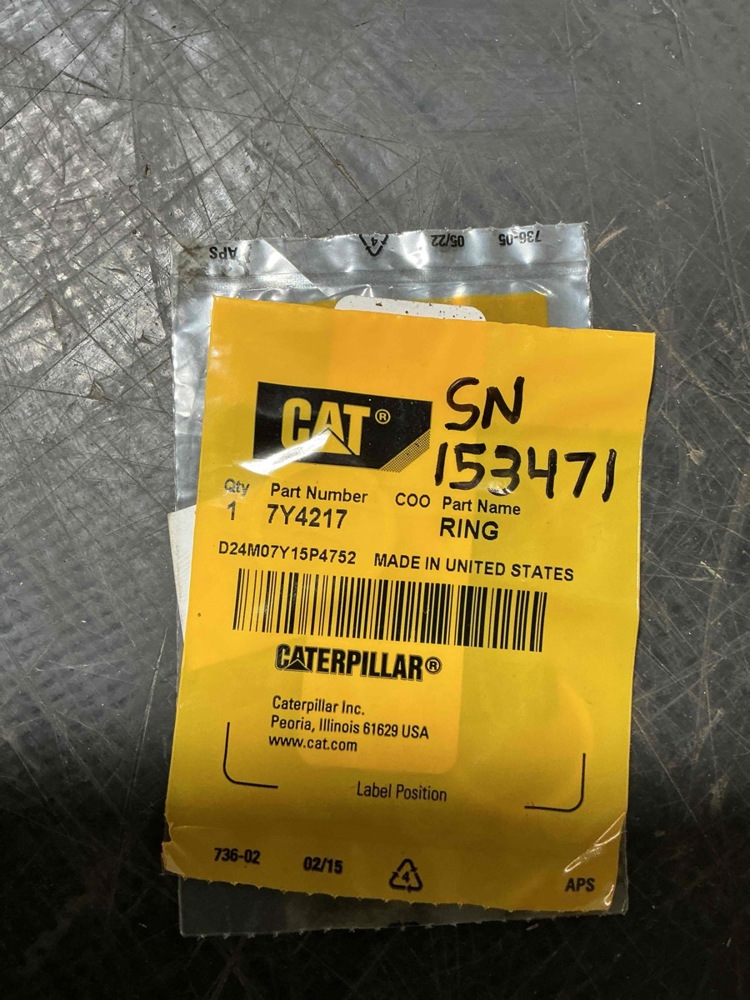 APS 4 05/22 736-05
CAT®
SN
153471
Qty Part Number COO Part Name
1 7Y4217 RING
D24M07Y15P4752 MADE IN UNITED STATES
CATERPILLAR®
Caterpillar Inc.
Peoria, Illinois 61629 USA
www.cat.com
Label Position
736-02 02/15 4 APS